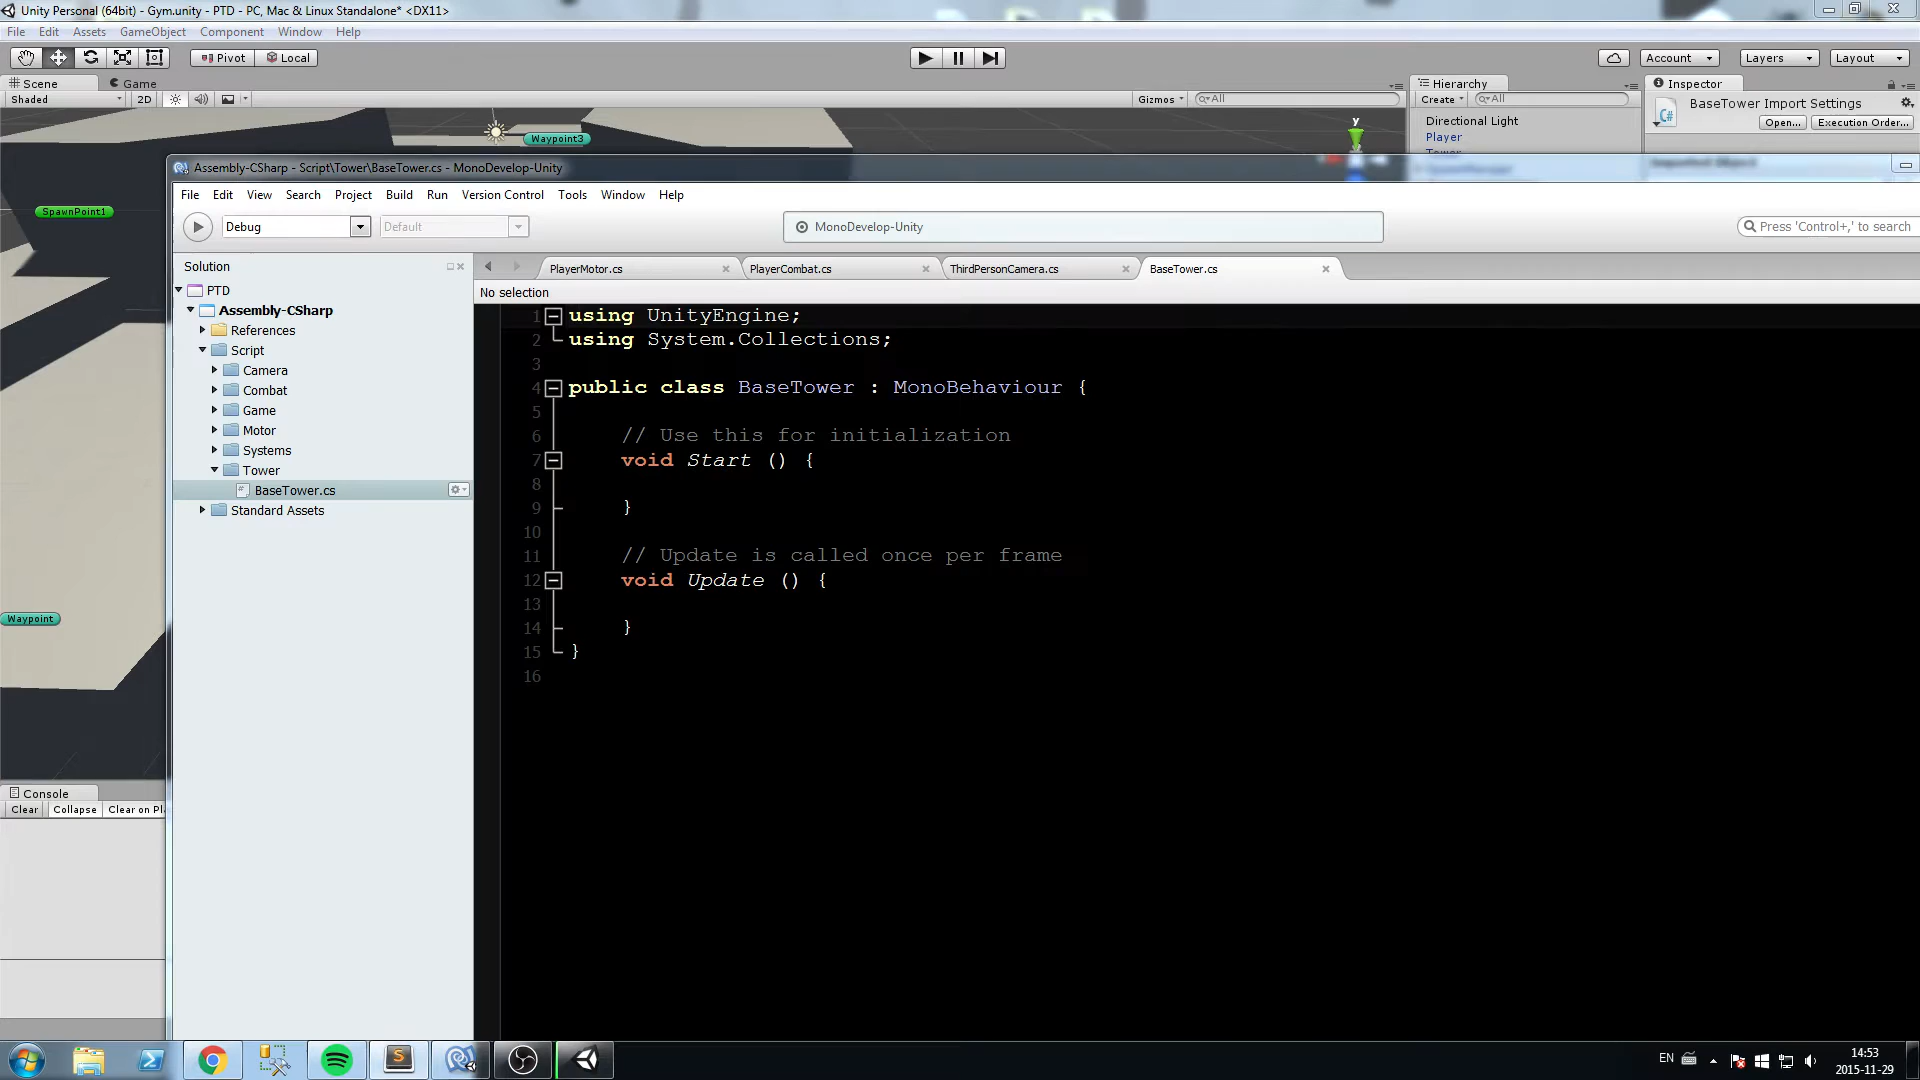 Unity Personal (64bit) - Gym.unity - PTD - PC, Mac & Linux Standalone* <DX11>
File Edit Assets GameObject Component Window Help
Pivot Local Account Layers Layout
Scene Game Hierarchy Inspector
Shaded 2D Gizmos All Create All
BaseTower Import Settings
Open... Execution Order...
Directional Light
Player
Waypoint3
y
SpawnPoint1
Waypoint
Assembly-CSharp - Script\Tower\BaseTower.cs - MonoDevelop-Unity
File Edit View Search Project Build Run Version Control Tools Window Help
Debug Default MonoDevelop-Unity Press 'Control+,' to search
Solution
PTD
Assembly-CSharp
References
Script
Camera
Combat
Game
Motor
Systems
Tower
BaseTower.cs
Standard Assets
PlayerMotor.cs PlayerCombat.cs ThirdPersonCamera.cs BaseTower.cs
No selection
1 using UnityEngine;
2 using System.Collections;
3
4 public class BaseTower : MonoBehaviour {
5
6 // Use this for initialization
7 void Start () {
8
9 }
10
11 // Update is called once per frame
12 void Update () {
13
14 }
15 }
16
Console
Clear Collapse Clear on Pl
EN 14:53
2015-11-29